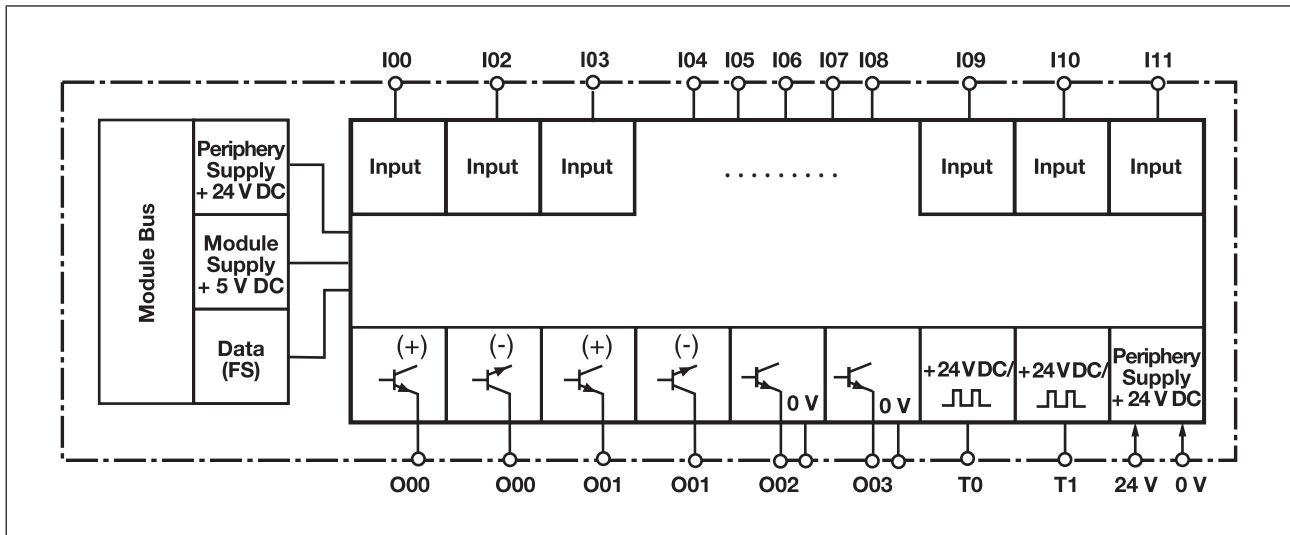 I00 I02 I03 I04 I05 I06 I07 I08 I09 I10 I11
Module Bus
Periphery
Supply
+ 24 V DC
Module
Supply
+ 5 V DC
Data
(FS)
Input Input Input ......... Input Input Input
(+) (-) (+) (-)
0 V 0 V
+24V DC/ +24V DC/
Periphery
Supply
+ 24 V DC
O00 O00 O01 O01 O02 O03 T0 T1 24 V 0 V